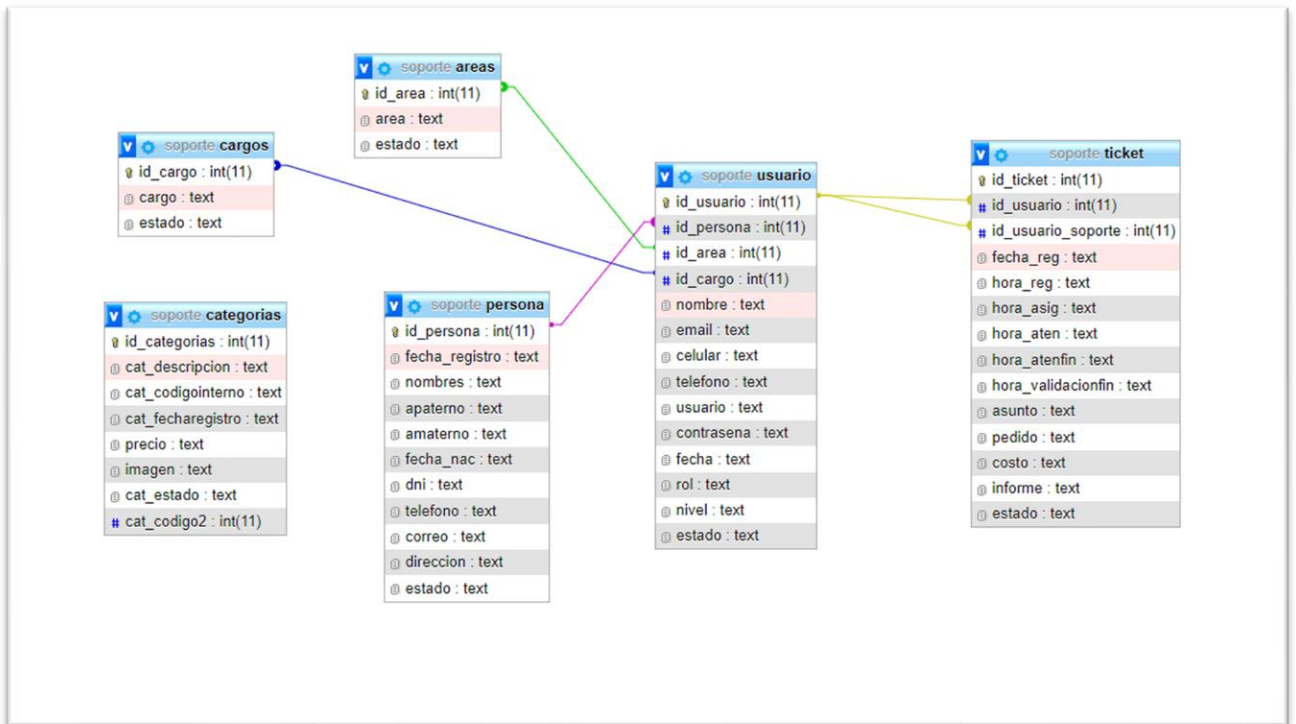 soporte areas
id_area : int(11)
area : text
estado : text
soporte cargos
id_cargo : int(11)
cargo : text
estado : text
soporte categorias
id_categorias : int(11)
cat_descripcion : text
cat_codigointerno : text
cat_fecharegistro : text
precio : text
imagen : text
cat_estado : text
# cat_codigo2 : int(11)
soporte persona
id_persona : int(11)
fecha_registro : text
nombres : text
apaterno : text
amaterno : text
fecha_nac : text
dni : text
telefono : text
correo : text
direccion : text
estado : text
soporte usuario
id_usuario : int(11)
# id_persona : int(11)
# id_area : int(11)
# id_cargo : int(11)
nombre : text
email : text
celular : text
telefono : text
usuario : text
contrasena : text
fecha : text
rol : text
nivel : text
estado : text
soporte ticket
id_ticket : int(11)
# id_usuario : int(11)
# id_usuario_soporte : int(11)
fecha_reg : text
hora_reg : text
hora_asig : text
hora_aten : text
hora_atenfin : text
hora_validacionfin : text
asunto : text
pedido : text
costo : text
informe : text
estado : text